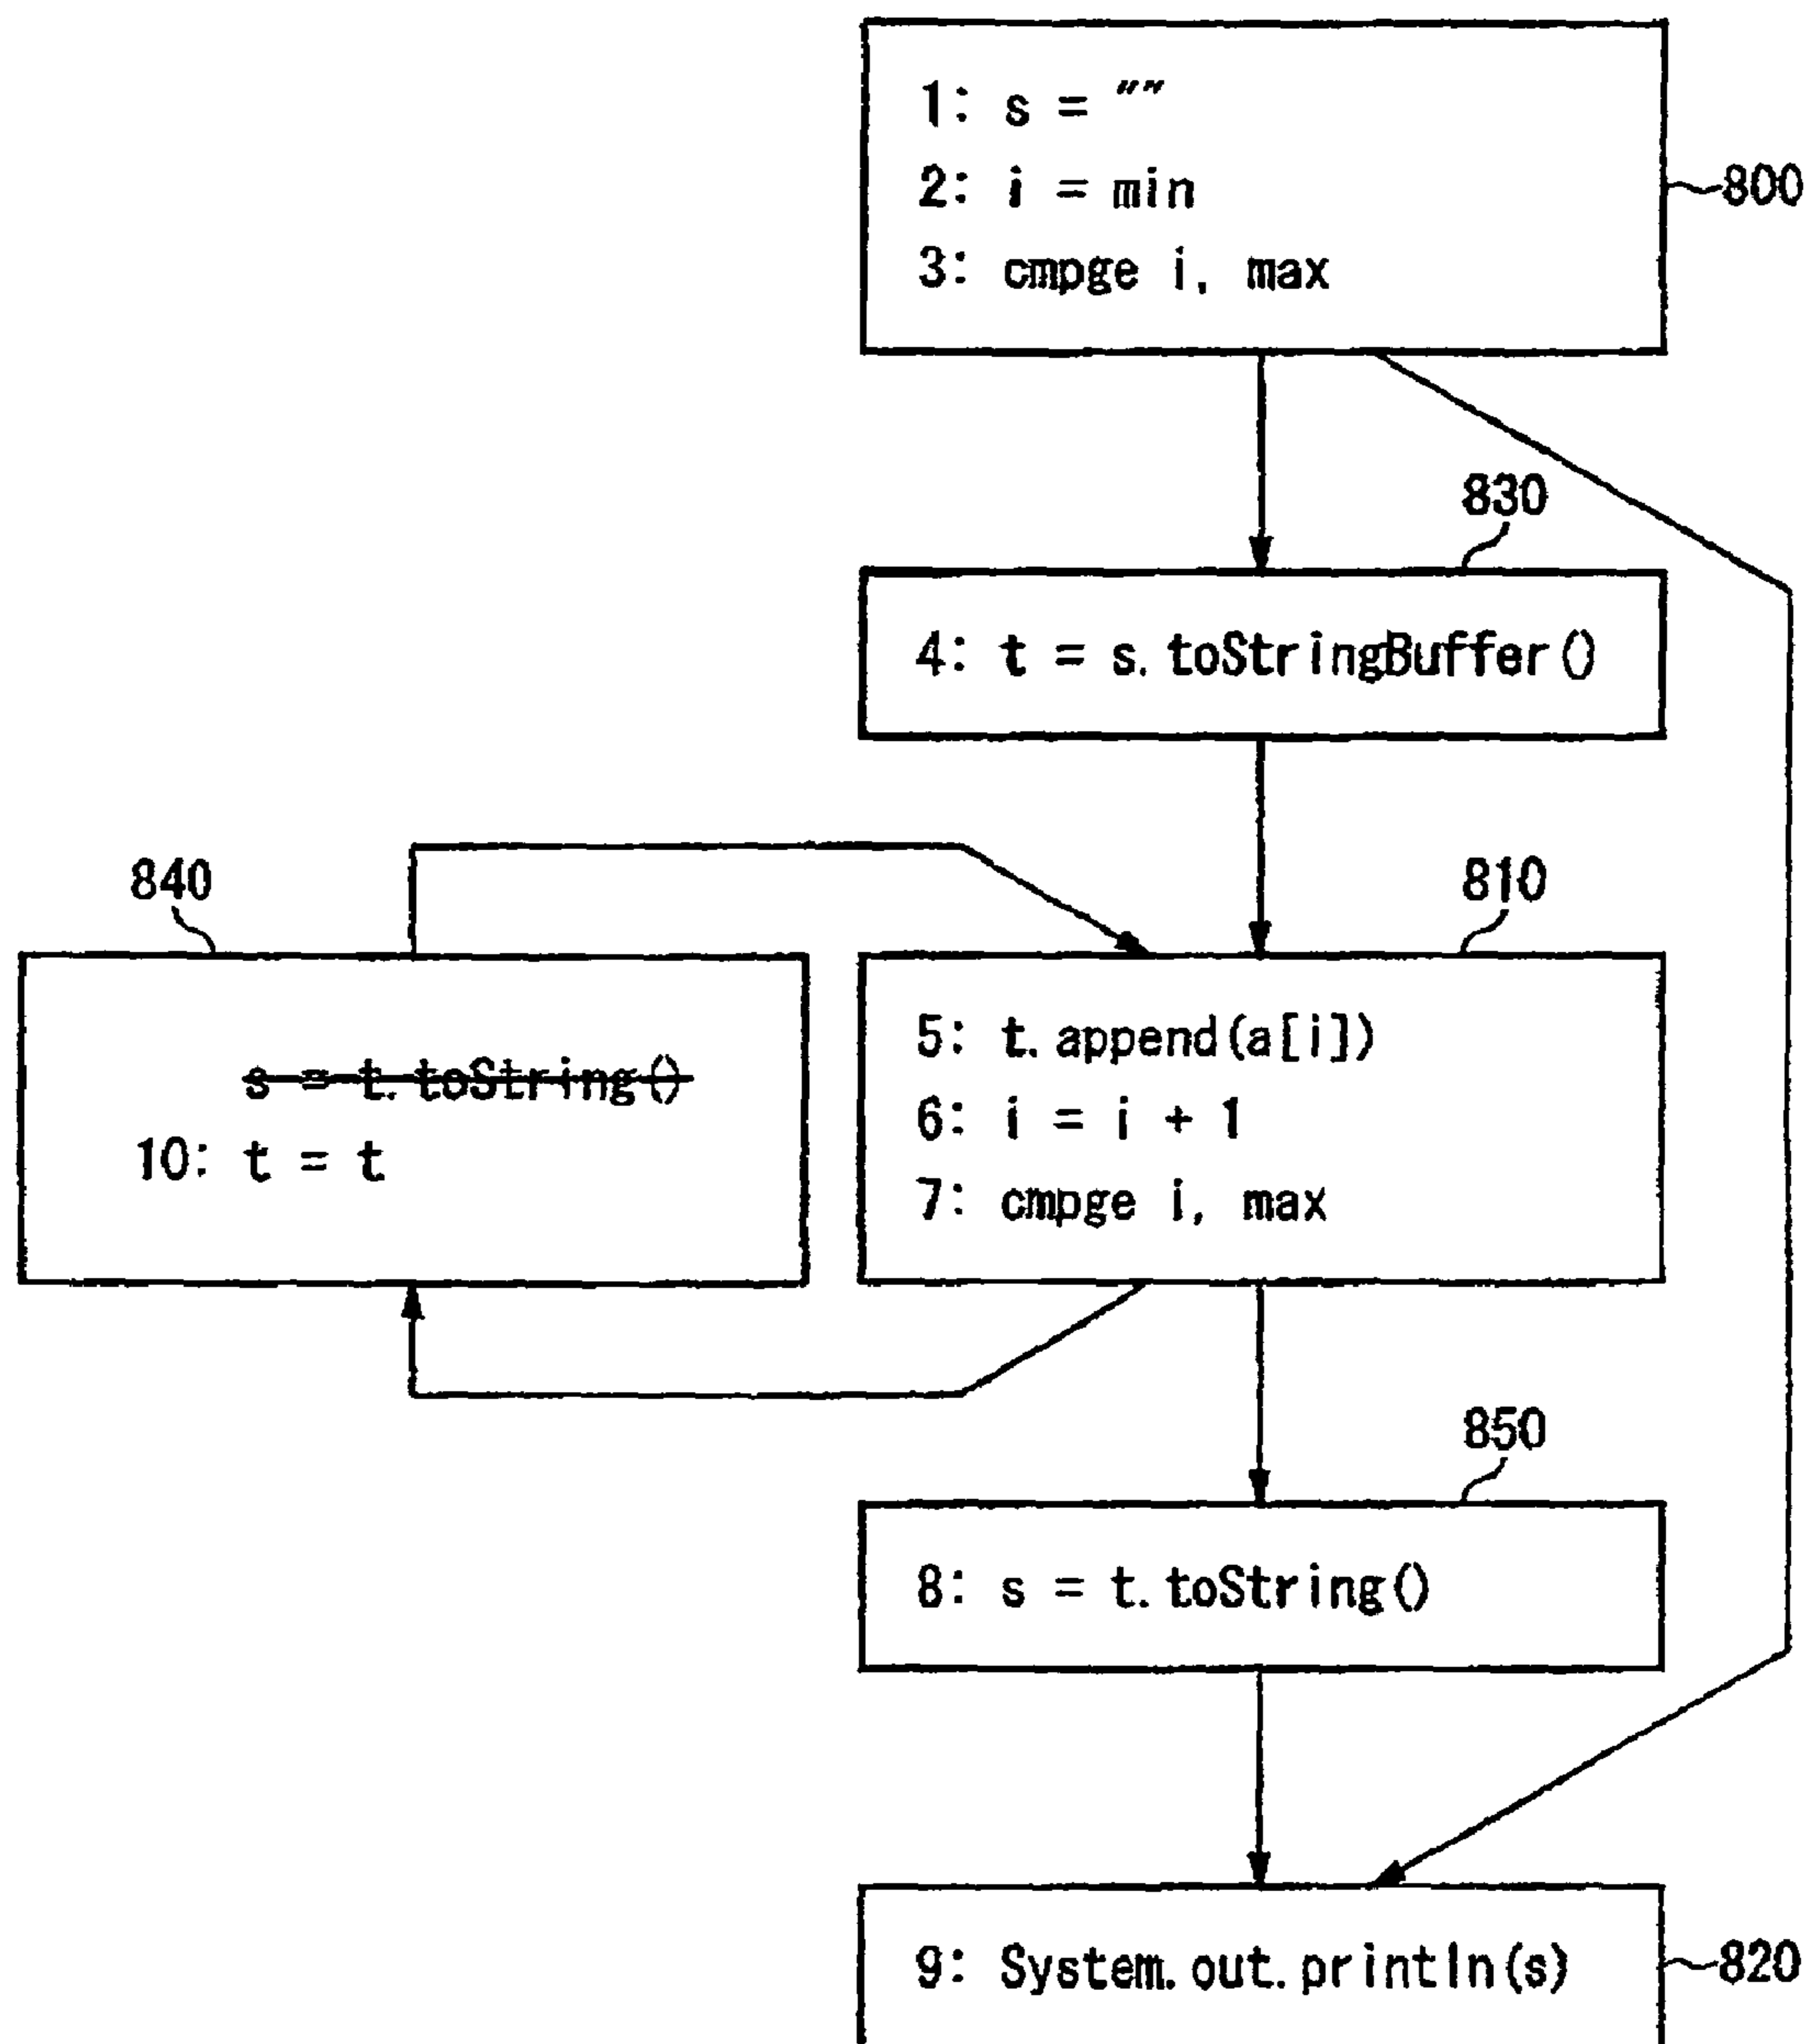 1: s = ""
2: i = min
3: cmpge i, max
800
830
4: t = s.toStringBuffer()
840
810
s = t.toString()
10: t = t
5: t.append(a[i])
6: i = i + 1
7: cmpge i, max
850
8: s = t.toString()
9: System.out.println(s)
820